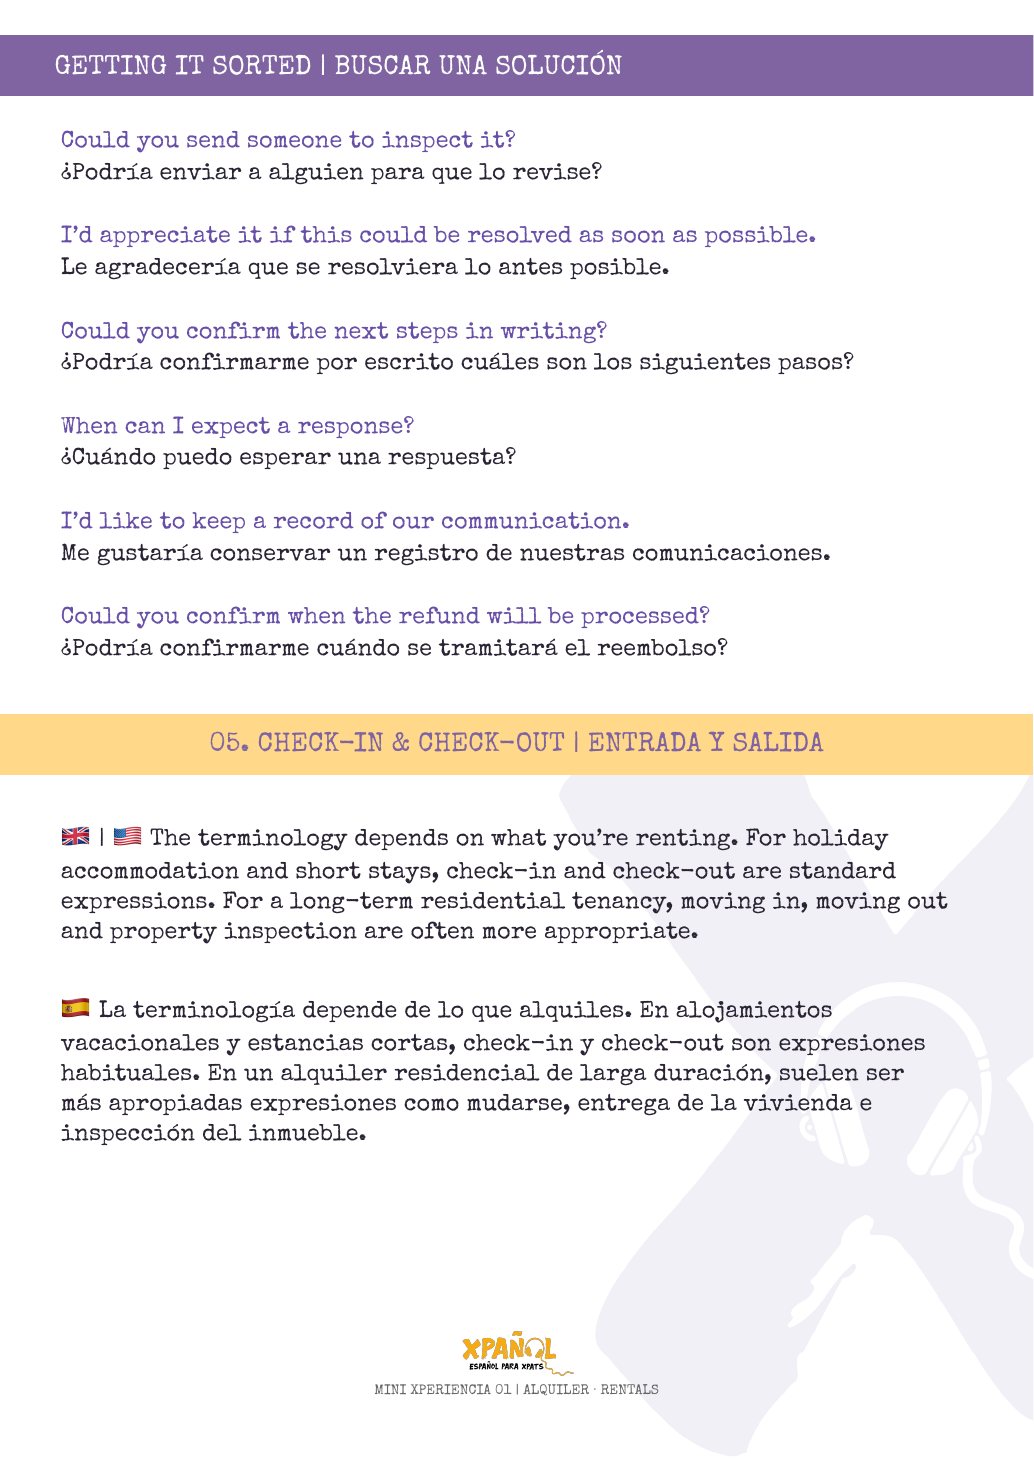 GETTING IT SORTED | BUSCAR UNA SOLUCIÓN
Could you send someone to inspect it?
¿Podría enviar a alguien para que lo revise?
I'd appreciate it if this could be resolved as soon as possible.
Le agradecería que se resolviera lo antes posible.
Could you confirm the next steps in writing?
¿Podría confirmarme por escrito cuáles son los siguientes pasos?
When can I expect a response?
¿Cuándo puedo esperar una respuesta?
I'd like to keep a record of our communication.
Me gustaría conservar un registro de nuestras comunicaciones.
Could you confirm when the refund will be processed?
¿Podría confirmarme cuándo se tramitará el reembolso?
05. CHECK-IN & CHECK-OUT | ENTRADA Y SALIDA
🇬🇧 | 🇺🇸 The terminology depends on what you're renting. For holiday
accommodation and short stays, check-in and check-out are standard
expressions. For a long-term residential tenancy, moving in, moving out
and property inspection are often more appropriate.
🇪🇸 La terminología depende de lo que alquiles. En alojamientos
vacacionales y estancias cortas, check-in y check-out son expresiones
habituales. En un alquiler residencial de larga duración, suelen ser
más apropiadas expresiones como mudarse, entrega de la vivienda e
inspección del inmueble.
XPAÑOL
ESPAÑOL PARA XPATS
MINI XPERIENCIA 01 | ALQUILER · RENTALS